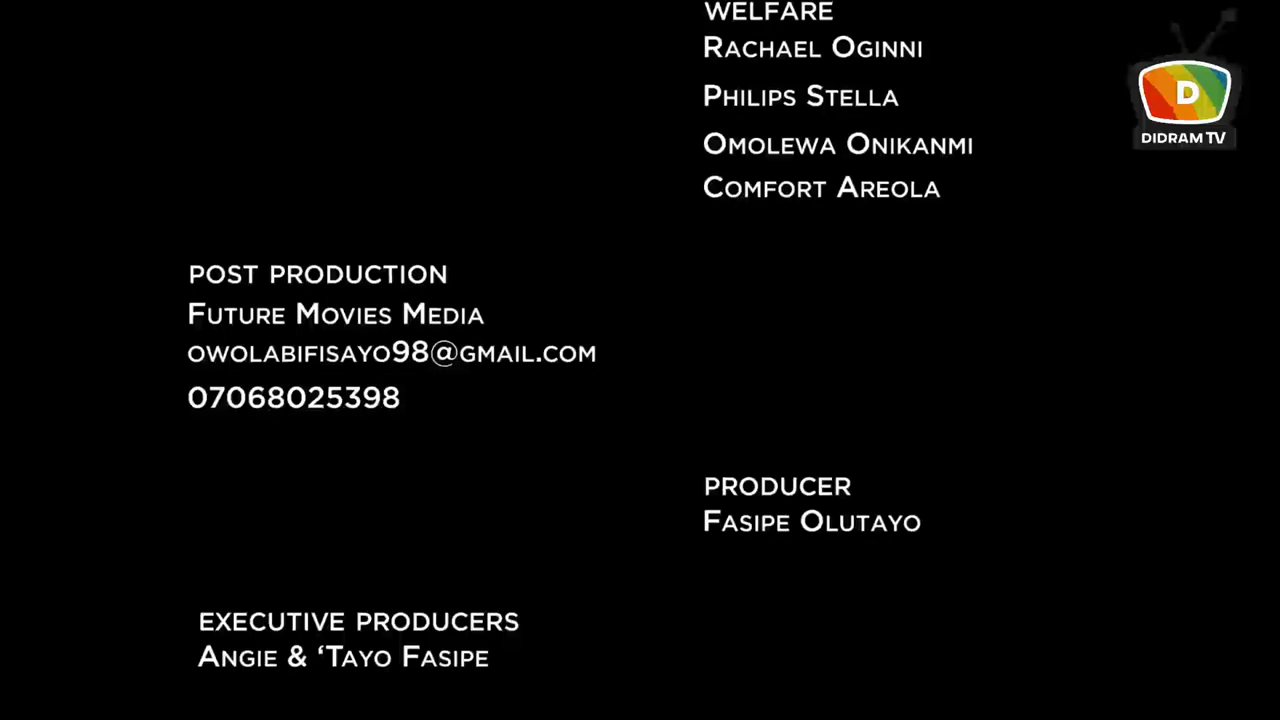 WELFARE
RACHAEL OGINNI
PHILIPS STELLA
OMOLEWA ONIKANMI
COMFORT AREOLA
D
DIDRAM TV
POST PRODUCTION
FUTURE MOVIES MEDIA
OWOLABIFISAYO98@GMAIL.COM
07068025398
PRODUCER
FASIPE OLUTAYO
EXECUTIVE PRODUCERS
ANGIE & ‘TAYO FASIPE